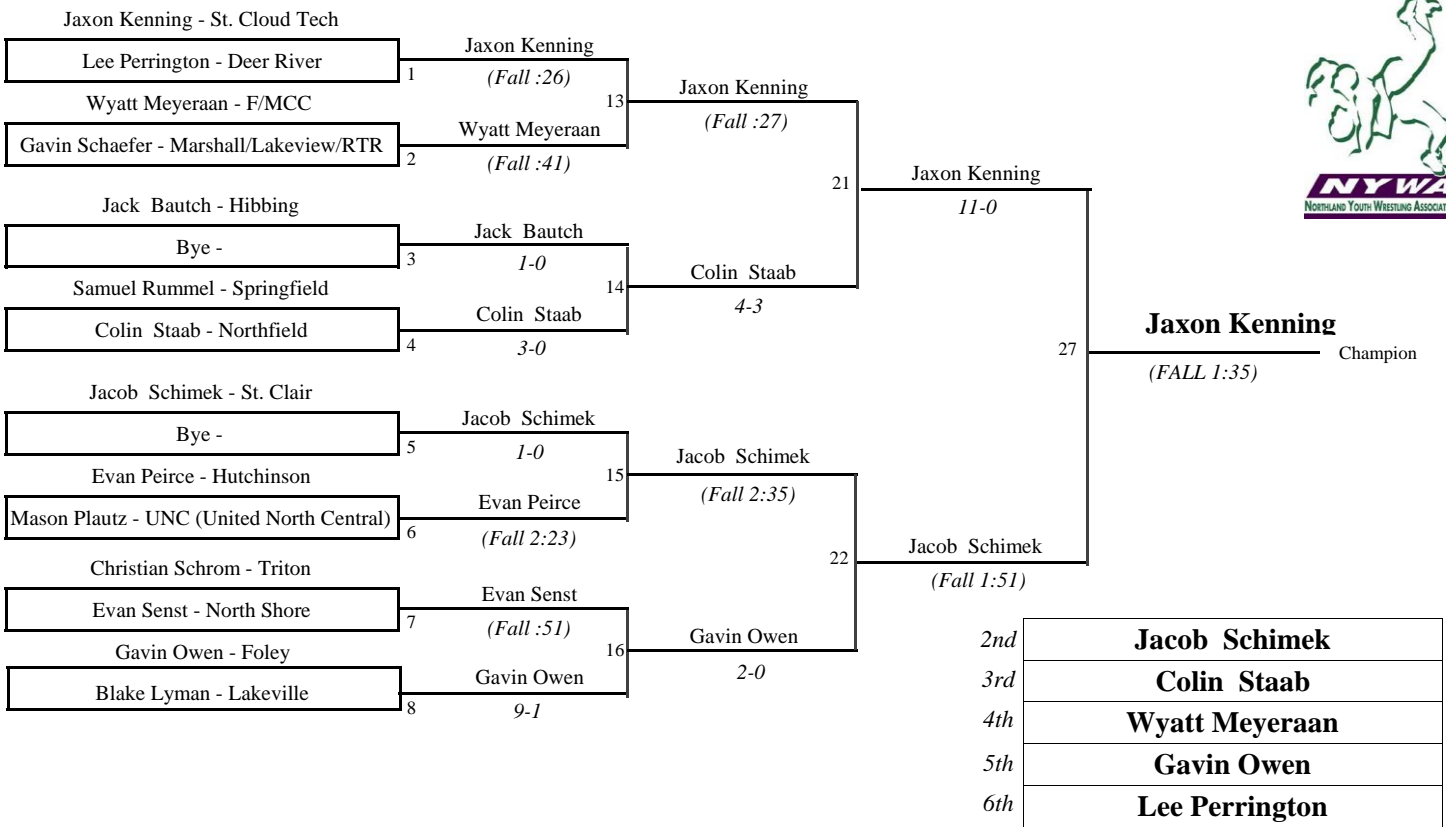 Jaxon Kenning - St. Cloud Tech
Lee Perrington - Deer River
1
Wyatt Meyeraan - F/MCC
Gavin Schaefer - Marshall/Lakeview/RTR
2
Jack Bautch - Hibbing
Bye -
3
Samuel Rummel - Springfield
Colin Staab - Northfield
4
Jacob Schimek - St. Clair
Bye -
5
Evan Peirce - Hutchinson
Mason Plautz - UNC (United North Central)
6
Christian Schrom - Triton
Evan Senst - North Shore
7
Gavin Owen - Foley
Blake Lyman - Lakeville
8
Jaxon Kenning
(Fall :26)
13
Wyatt Meyeraan
(Fall :41)
Jack Bautch
1-0
14
Colin Staab
3-0
Jacob Schimek
1-0
15
Evan Peirce
(Fall 2:23)
Evan Senst
(Fall :51)
16
Gavin Owen
9-1
Jaxon Kenning
(Fall :27)
21
Colin Staab
4-3
Jacob Schimek
(Fall 2:35)
22
Gavin Owen
2-0
Jaxon Kenning
11-0
27
Jacob Schimek
(Fall 1:51)
Jaxon Kenning
Champion
(FALL 1:35)
2nd Jacob Schimek
3rd Colin Staab
4th Wyatt Meyeraan
5th Gavin Owen
6th Lee Perrington
NORTHLAND YOUTH WRESTLING